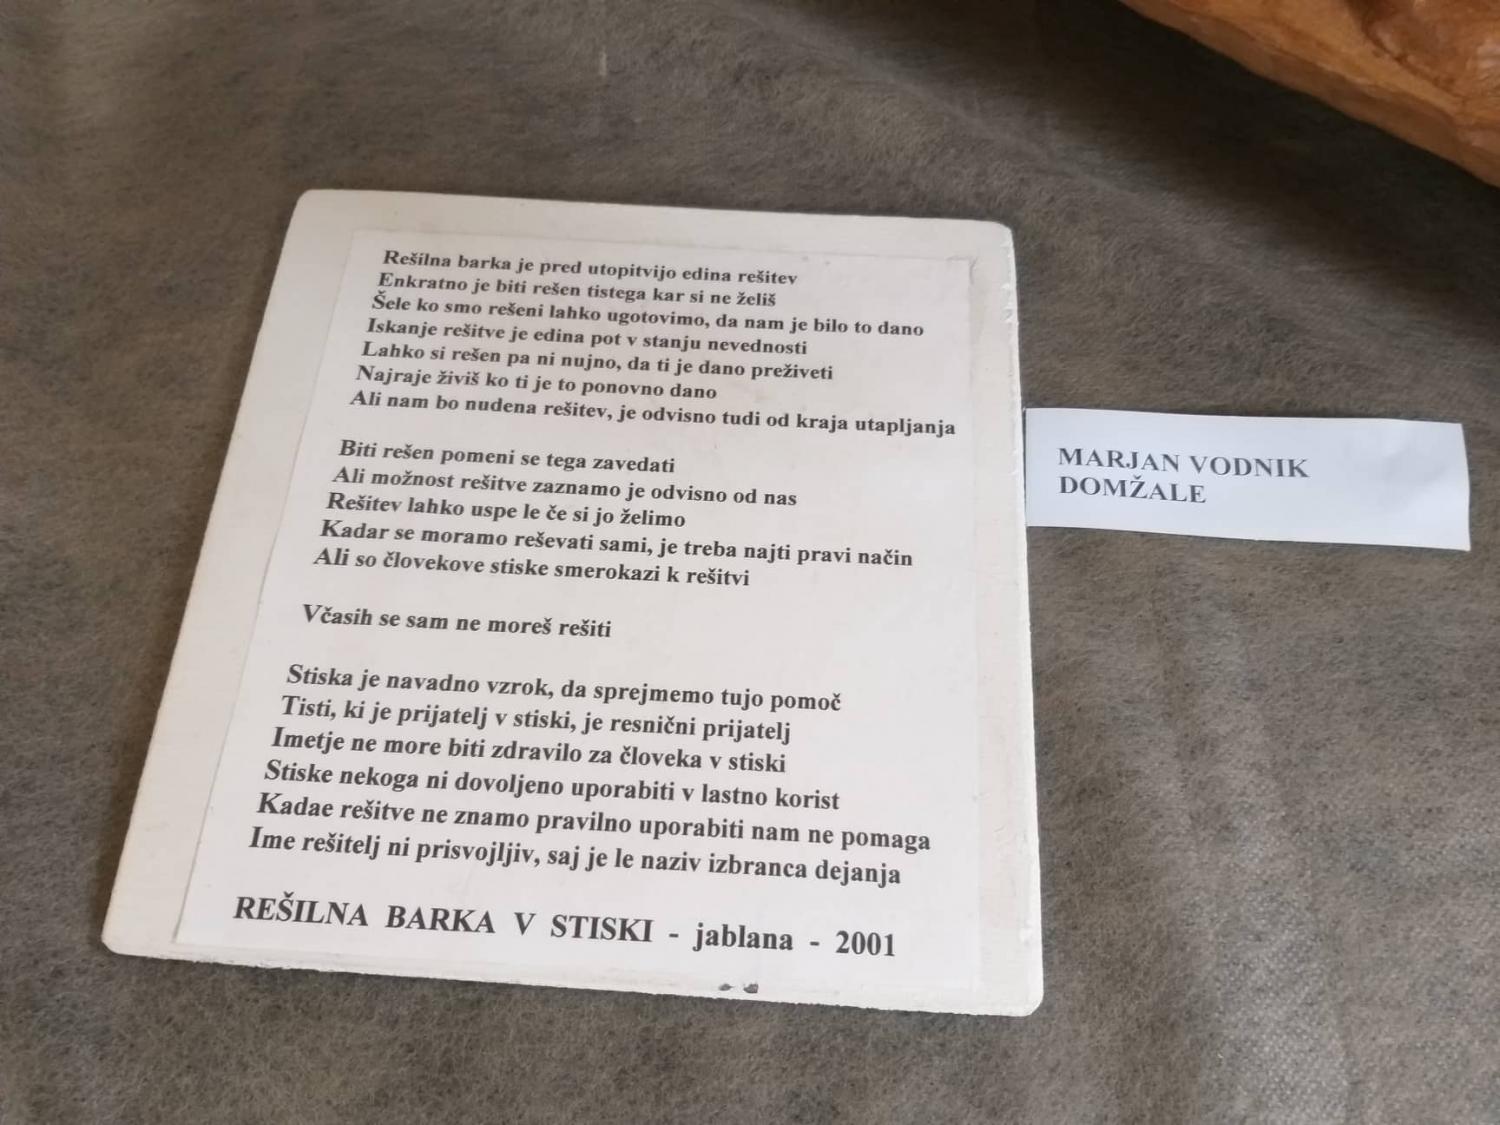 Rešilna barka je pred utopitvijo edina rešitev
Enkratno je biti rešen tistega kar si ne želiš
Šele ko smo rešeni lahko ugotovimo, da nam je bilo to dano
Iskanje rešitve je edina pot v stanju nevednosti
Lahko si rešen pa ni nujno, da ti je dano preživeti
Najraje živiš ko ti je to ponovno dano
Ali nam bo nudena rešitev, je odvisno tudi od kraja utapljanja
Biti rešen pomeni se tega zavedati
Ali možnost rešitve zaznamo je odvisno od nas
Rešitev lahko uspe le če si jo želimo
Kadar se moramo reševati sami, je treba najti pravi način
Ali so človekove stiske smerokazi k rešitvi
Včasih se sam ne moreš rešiti
Stiska je navadno vzrok, da sprejmemo tujo pomoč
Tisti, ki je prijatelj v stiski, je resnični prijatelj
Imetje ne more biti zdravilo za človeka v stiski
Stiske nekoga ni dovoljeno uporabiti v lastno korist
Kadae rešitve ne znamo pravilno uporabiti nam ne pomaga
Ime rešitelj ni prisvojljiv, saj je le naziv izbranca dejanja
REŠILNA BARKA V STISKI - jablana - 2001
MARJAN VODNIK
DOMŽALE